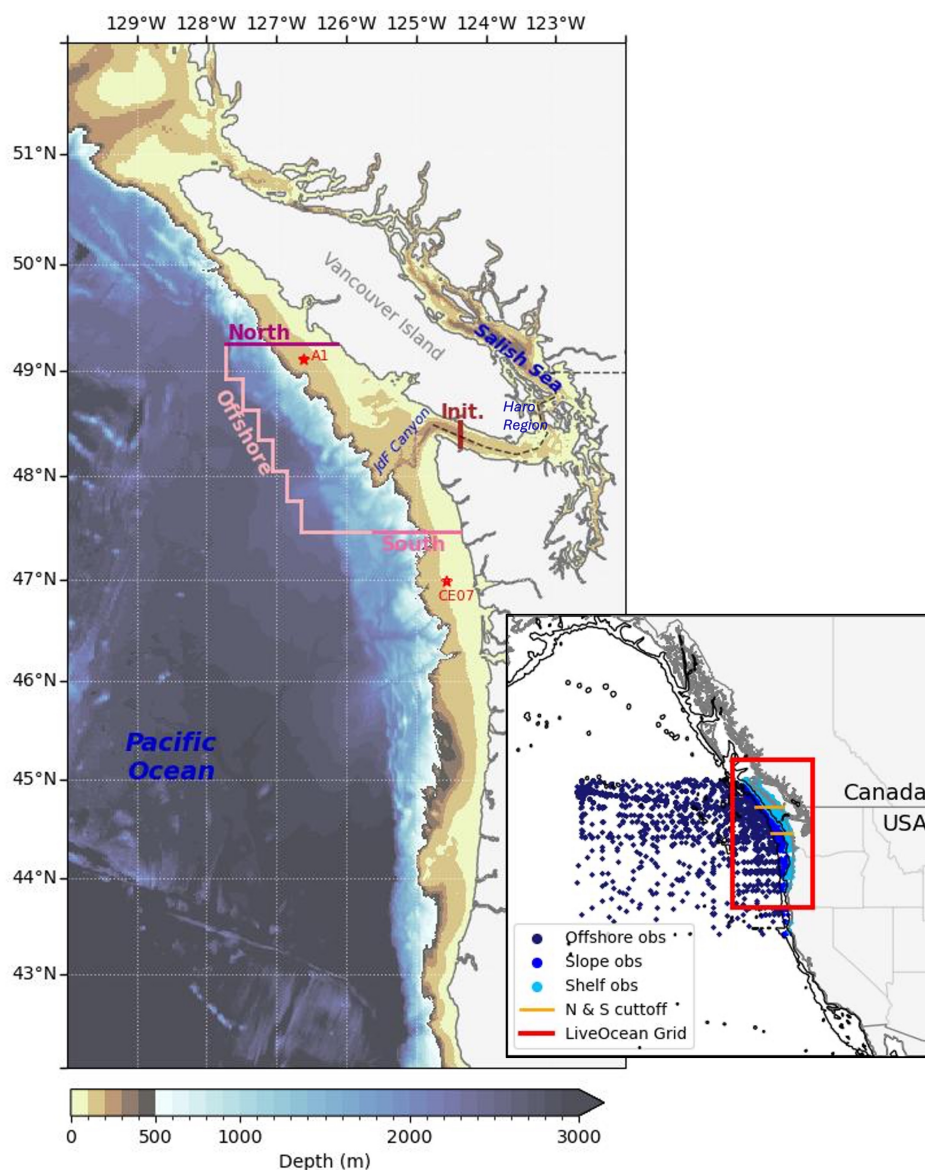 129°W 128°W 127°W 126°W 125°W 124°W 123°W
51°N
50°N
49°N
48°N
47°N
46°N
45°N
44°N
43°N
Vancouver Island
Salish Sea
North
A1
Offshore
Init.
Haro
Region
JdF Canyon
South
CE07
Pacific
Ocean
Canada
USA
Offshore obs
Slope obs
Shelf obs
N & S cuttoff
LiveOcean Grid
0 500 1000 2000 3000
Depth (m)